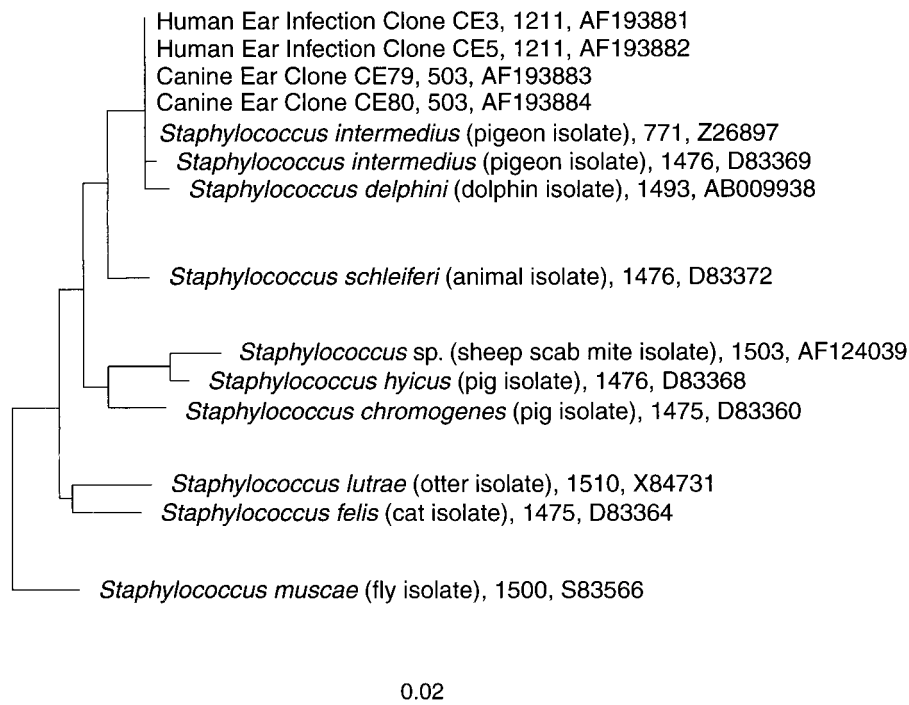 Human Ear Infection Clone CE3, 1211, AF193881
Human Ear Infection Clone CE5, 1211, AF193882
Canine Ear Clone CE79, 503, AF193883
Canine Ear Clone CE80, 503, AF193884
Staphylococcus intermedius (pigeon isolate), 771, Z26897
Staphylococcus intermedius (pigeon isolate), 1476, D83369
Staphylococcus delphini (dolphin isolate), 1493, AB009938
Staphylococcus schleiferi (animal isolate), 1476, D83372
Staphylococcus sp. (sheep scab mite isolate), 1503, AF124039
Staphylococcus hyicus (pig isolate), 1476, D83368
Staphylococcus chromogenes (pig isolate), 1475, D83360
Staphylococcus lutrae (otter isolate), 1510, X84731
Staphylococcus felis (cat isolate), 1475, D83364
Staphylococcus muscae (fly isolate), 1500, S83566
0.02